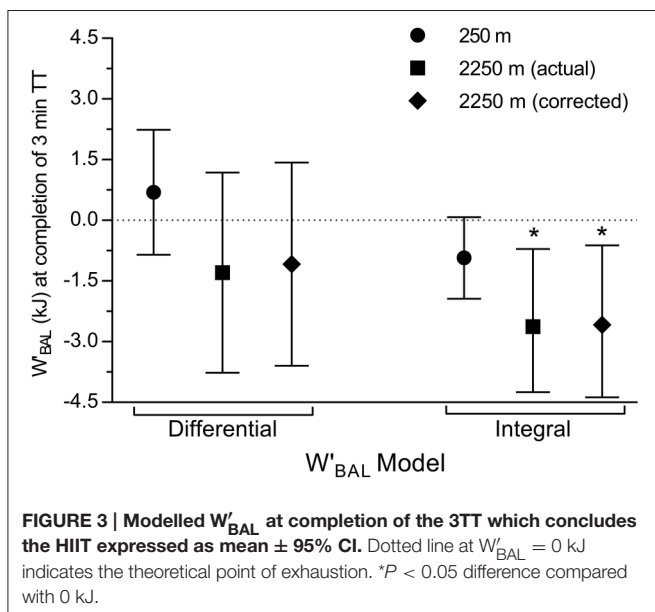 4.5
3.0
1.5
0.0
-1.5
-3.0
-4.5
W'BAL (kJ) at completion of 3 min TT
250 m
2250 m (actual)
2250 m (corrected)
* *
Differential Integral
W'BAL Model
FIGURE 3 | Modelled W′BAL at completion of the 3TT which concludes
the HIIT expressed as mean ± 95% CI. Dotted line at W′BAL = 0 kJ
indicates the theoretical point of exhaustion. *P < 0.05 difference compared
with 0 kJ.